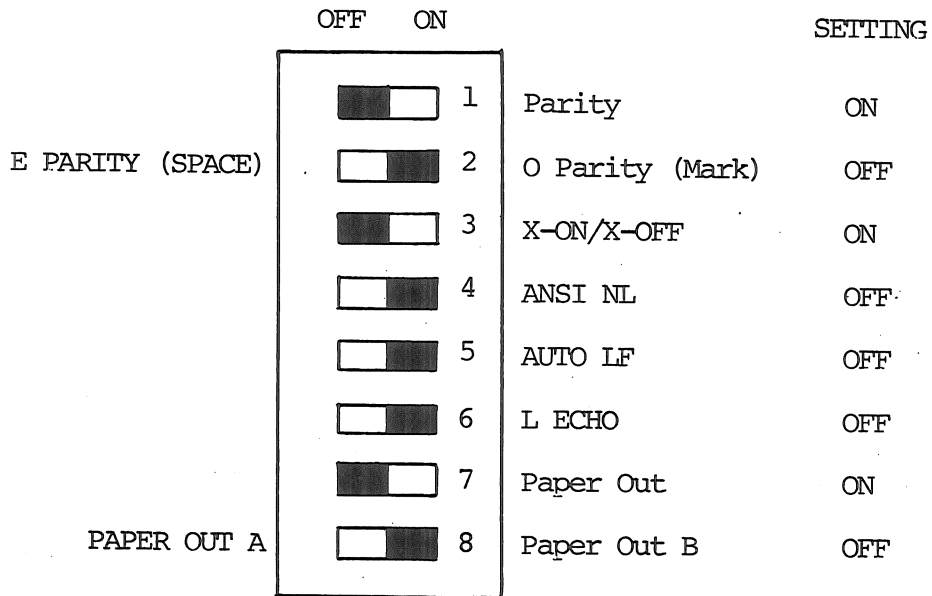 OFF ON SETTING
1 Parity ON
E PARITY (SPACE) 2 O Parity (Mark) OFF
3 X-ON/X-OFF ON
4 ANSI NL OFF
5 AUTO LF OFF
6 L ECHO OFF
7 Paper Out ON
PAPER OUT A 8 Paper Out B OFF